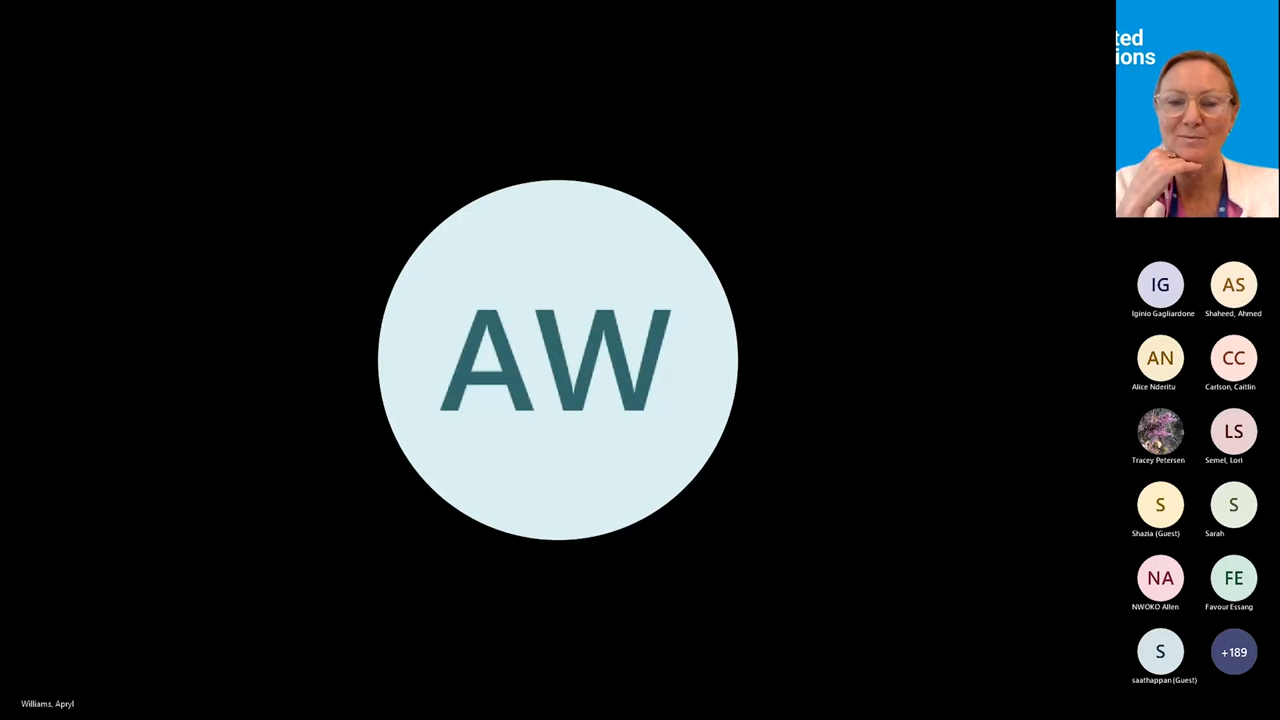 ted
ions
AW
IG
AS
Iginio Gagliardone
Shaheed, Ahmed
AN
CC
Alice Nderitu
Carlson, Caitlin
LS
Tracey Petersen
Semel, Lori
S
S
Shazia (Guest)
Sarah
NA
FE
NWOKO Allen
Favour Essang
S
+189
saathappan (Guest)
Williams, Apryl